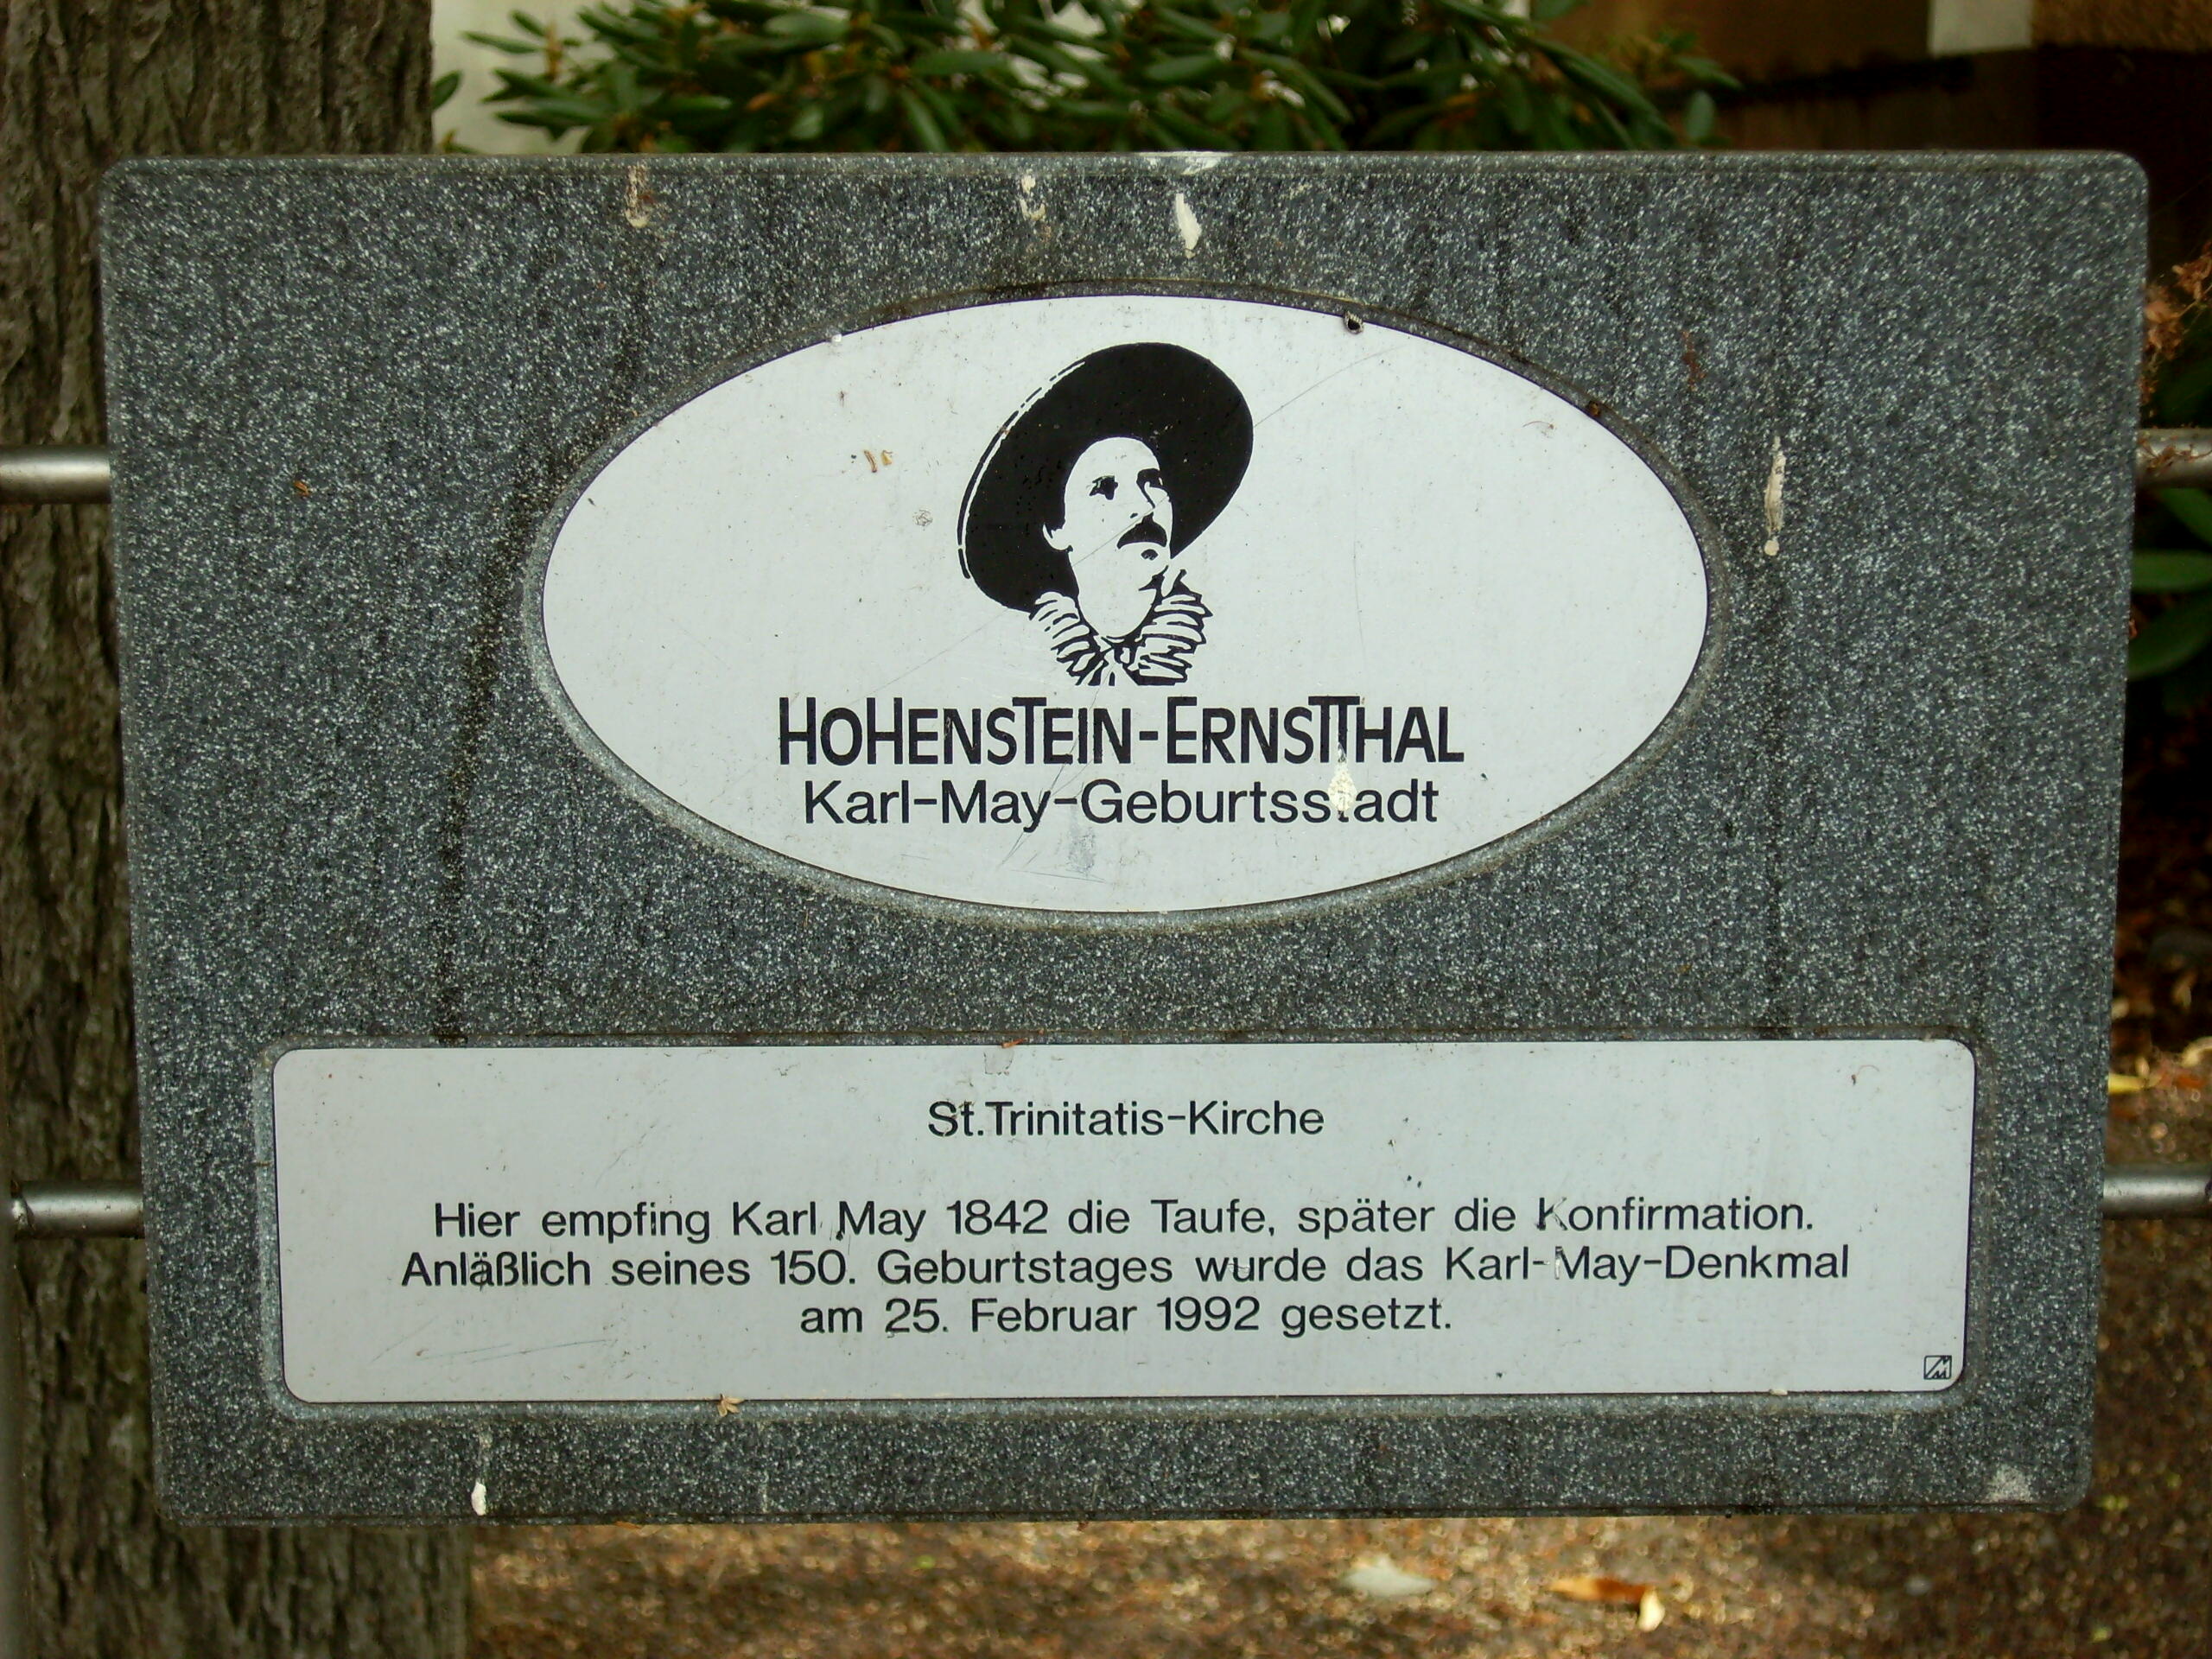 HOHENSTEIN-ERNSTTHAL
Karl-May-Geburtsstadt
St.Trinitatis-Kirche
Hier empfing Karl May 1842 die Taufe, später die Konfirmation.
Anläßlich seines 150. Geburtstages wurde das Karl-May-Denkmal
am 25. Februar 1992 gesetzt.